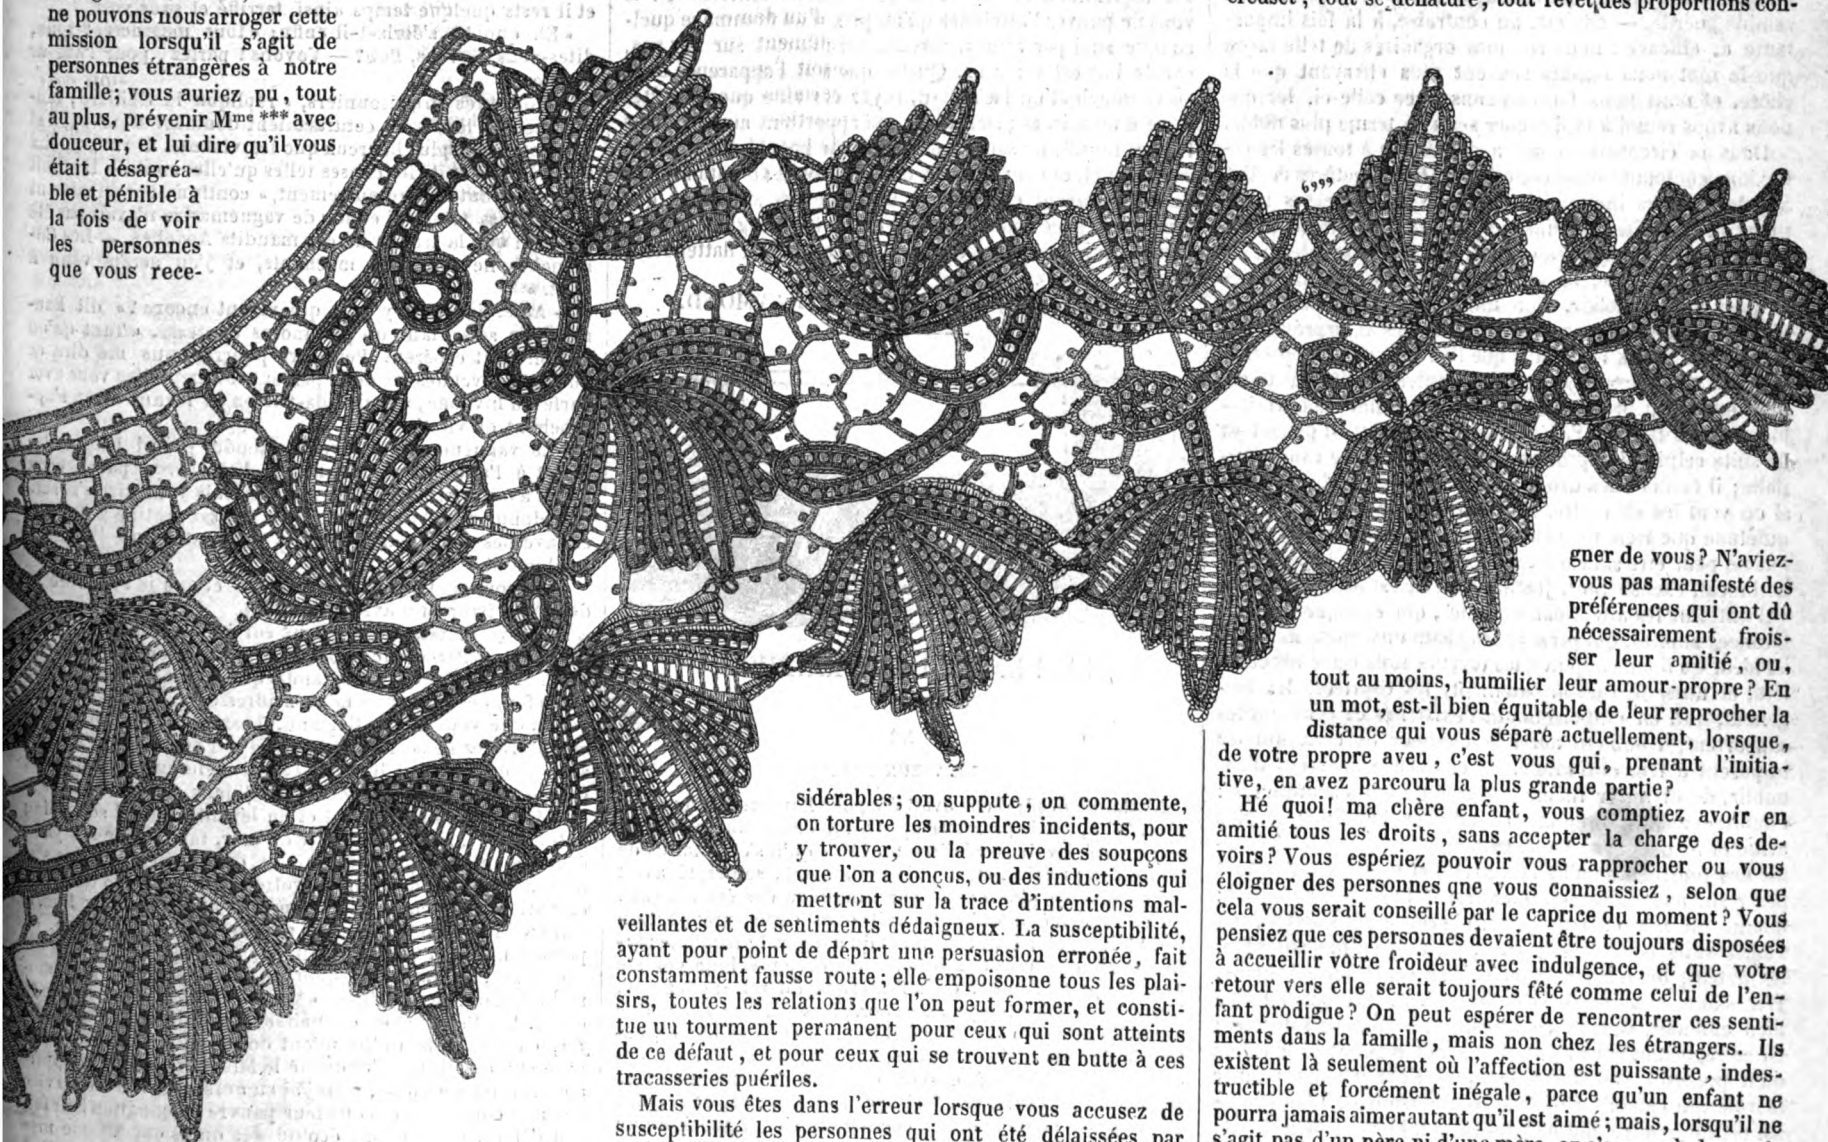 ne pouvons nous arroger cette
mission lorsqu'il s'agit de
personnes étrangères à notre
famille; vous auriez pu, tout
au plus, prévenir Mme *** avec
douceur, et lui dire qu'il vous
était désagréa-
ble et pénible à
la fois de voir
les personnes
que vous rece-
6999
sidérables; on suppute, on commente,
on torture les moindres incidents, pour
y trouver, ou la preuve des soupçons
que l'on a conçus, ou des inductions qui
mettront sur la trace d'intentions mal-
veillantes et de sentiments dédaigneux. La susceptibilité,
ayant pour point de départ une persuasion erronée, fait
constamment fausse route; elle empoisonne tous les plai-
sirs, toutes les relations que l'on peut former, et consti-
tue un tourment permanent pour ceux qui sont atteints
de ce défaut, et pour ceux qui se trouvent en butte à ces
tracasseries puériles.
Mais vous êtes dans l'erreur lorsque vous accusez de
susceptibilité les personnes qui ont été délaissées par
creuset; tout se dénature, tout revêt des proportions con-
gner de vous? N'aviez-
vous pas manifesté des
préférences qui ont dû
nécessairement frois-
ser leur amitié ou,
tout au moins, humilier leur amour-propre? En
un mot, est-il bien équitable de leur reprocher la
distance qui vous sépare actuellement, lorsque,
de votre propre aveu, c'est vous qui, prenant l'initia-
tive, en avez parcouru la plus grande partie?
Hé quoi! ma chère enfant, vous comptiez avoir en
amitié tous les droits, sans accepter la charge des de-
voirs? Vous espériez pouvoir vous rapprocher ou vous
éloigner des personnes qne vous connaissiez, selon que
cela vous serait conseillé par le caprice du moment? Vous
pensiez que ces personnes devaient être toujours disposées
à accueillir votre froideur avec indulgence, et que votre
retour vers elle serait toujours fêté comme celui de l'en-
fant prodigue? On peut espérer de rencontrer ces senti-
ments dans la famille, mais non chez les étrangers. Ils
existent là seulement où l'affection est puissante, indes-
tructible et forcément inégale, parce qu'un enfant ne
pourra jamais aimer autant qu'il est aimé; mais, lorsqu'il ne
s'agit pas d'un père ni d'une mère